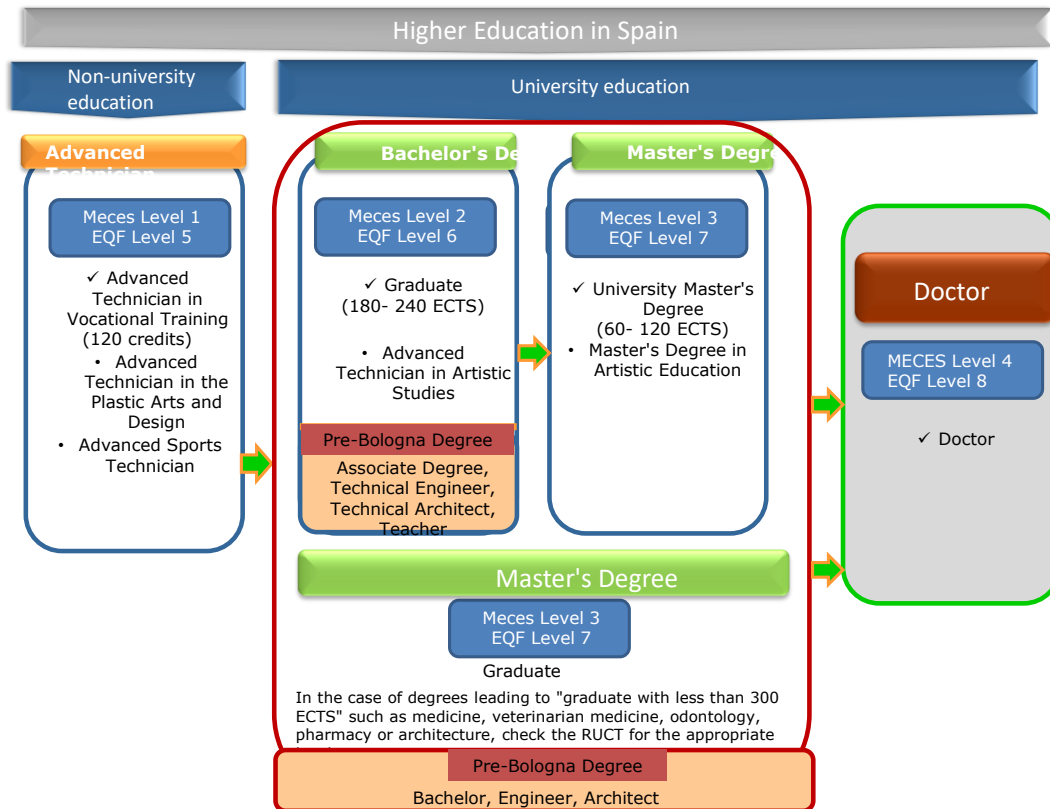 Higher Education in Spain
Non-university
education
University education
Advanced
Technician
Meces Level 1
EQF Level 5
✓ Advanced
Technician in
Vocational Training
(120 credits)
• Advanced
Technician in the
Plastic Arts and
Design
• Advanced Sports
Technician
Bachelor's De
Meces Level 2
EQF Level 6
✓ Graduate
(180- 240 ECTS)
• Advanced
Technician in Artistic
Studies
Pre-Bologna Degree
Associate Degree,
Technical Engineer,
Technical Architect,
Teacher
Master's Degre
Meces Level 3
EQF Level 7
✓ University Master's
Degree
(60- 120 ECTS)
• Master's Degree in
Artistic Education
Master's Degree
Meces Level 3
EQF Level 7
Graduate
In the case of degrees leading to "graduate with less than 300
ECTS" such as medicine, veterinarian medicine, odontology,
pharmacy or architecture, check the RUCT for the appropriate
Pre-Bologna Degree
Bachelor, Engineer, Architect
Doctor
MECES Level 4
EQF Level 8
✓ Doctor